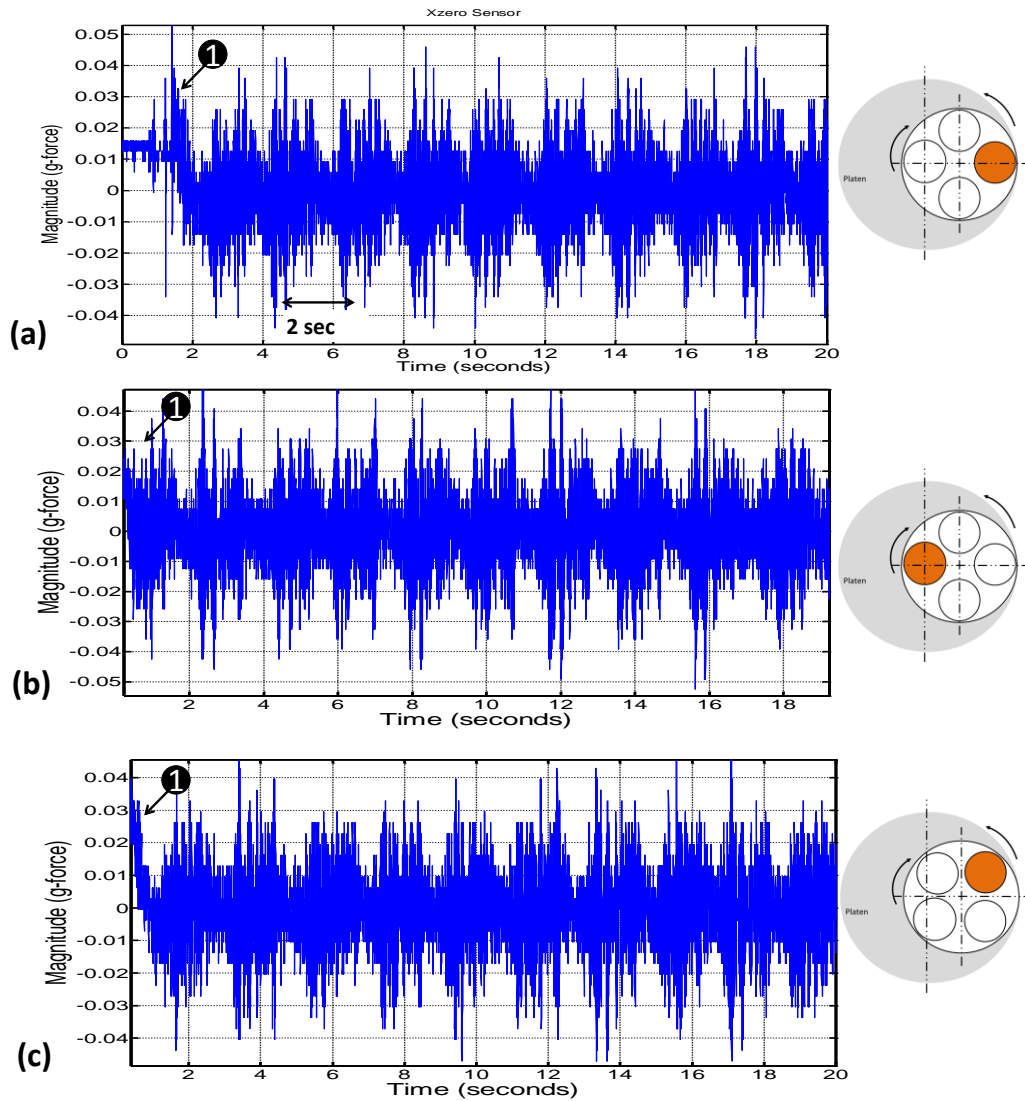 Xzero Sensor
0.05
0.04
0.03
0.02
0.01
0
-0.01
-0.02
-0.03
-0.04
Magnitude (g-force)
1
2 sec
(a)
0 2 4 6 8 10 12 14 16 18 20
Time (seconds)
Platen
0.04
0.03
0.02
0.01
0
-0.01
-0.02
-0.03
-0.04
-0.05
Magnitude (g-force)
1
(b)
2 4 6 8 10 12 14 16 18
Time (seconds)
Platen
0.04
0.03
0.02
0.01
0
-0.01
-0.02
-0.03
-0.04
Magnitude (g-force)
1
(c)
2 4 6 8 10 12 14 16 18 20
Time (seconds)
Platen